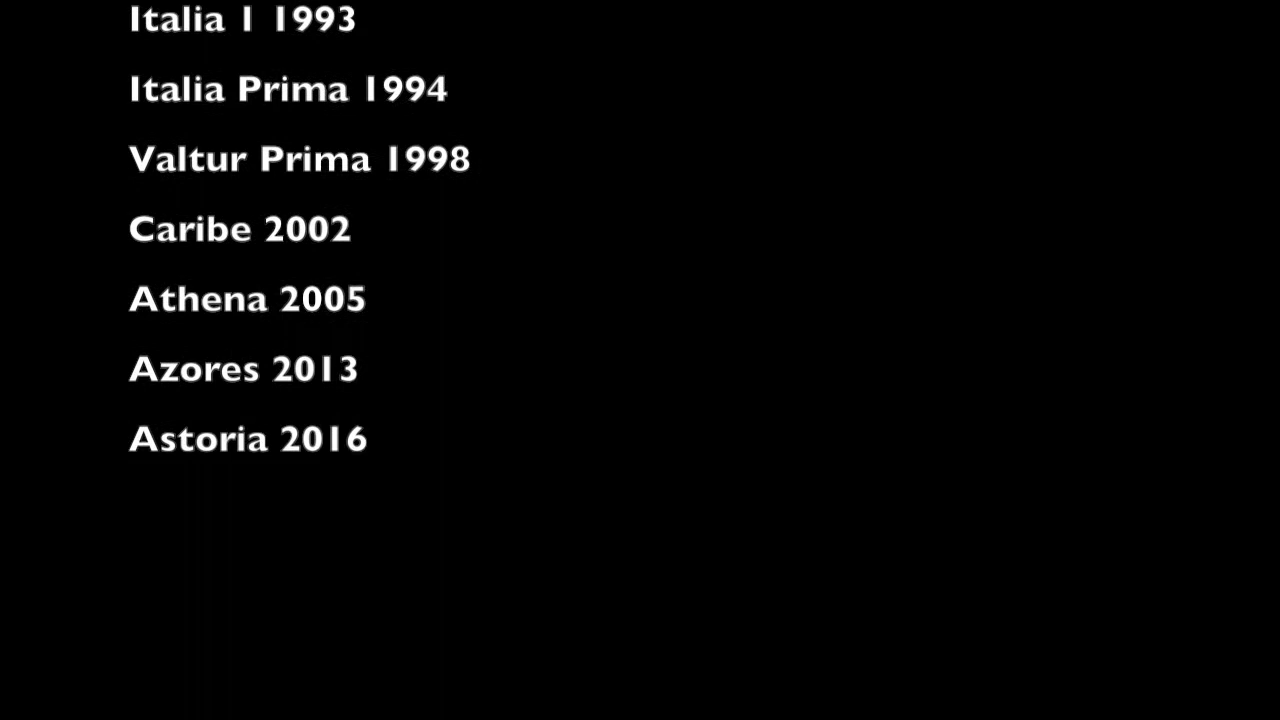 Italia I 1993
Italia Prima 1994
Valtur Prima 1998
Caribe 2002
Athena 2005
Azores 2013
Astoria 2016